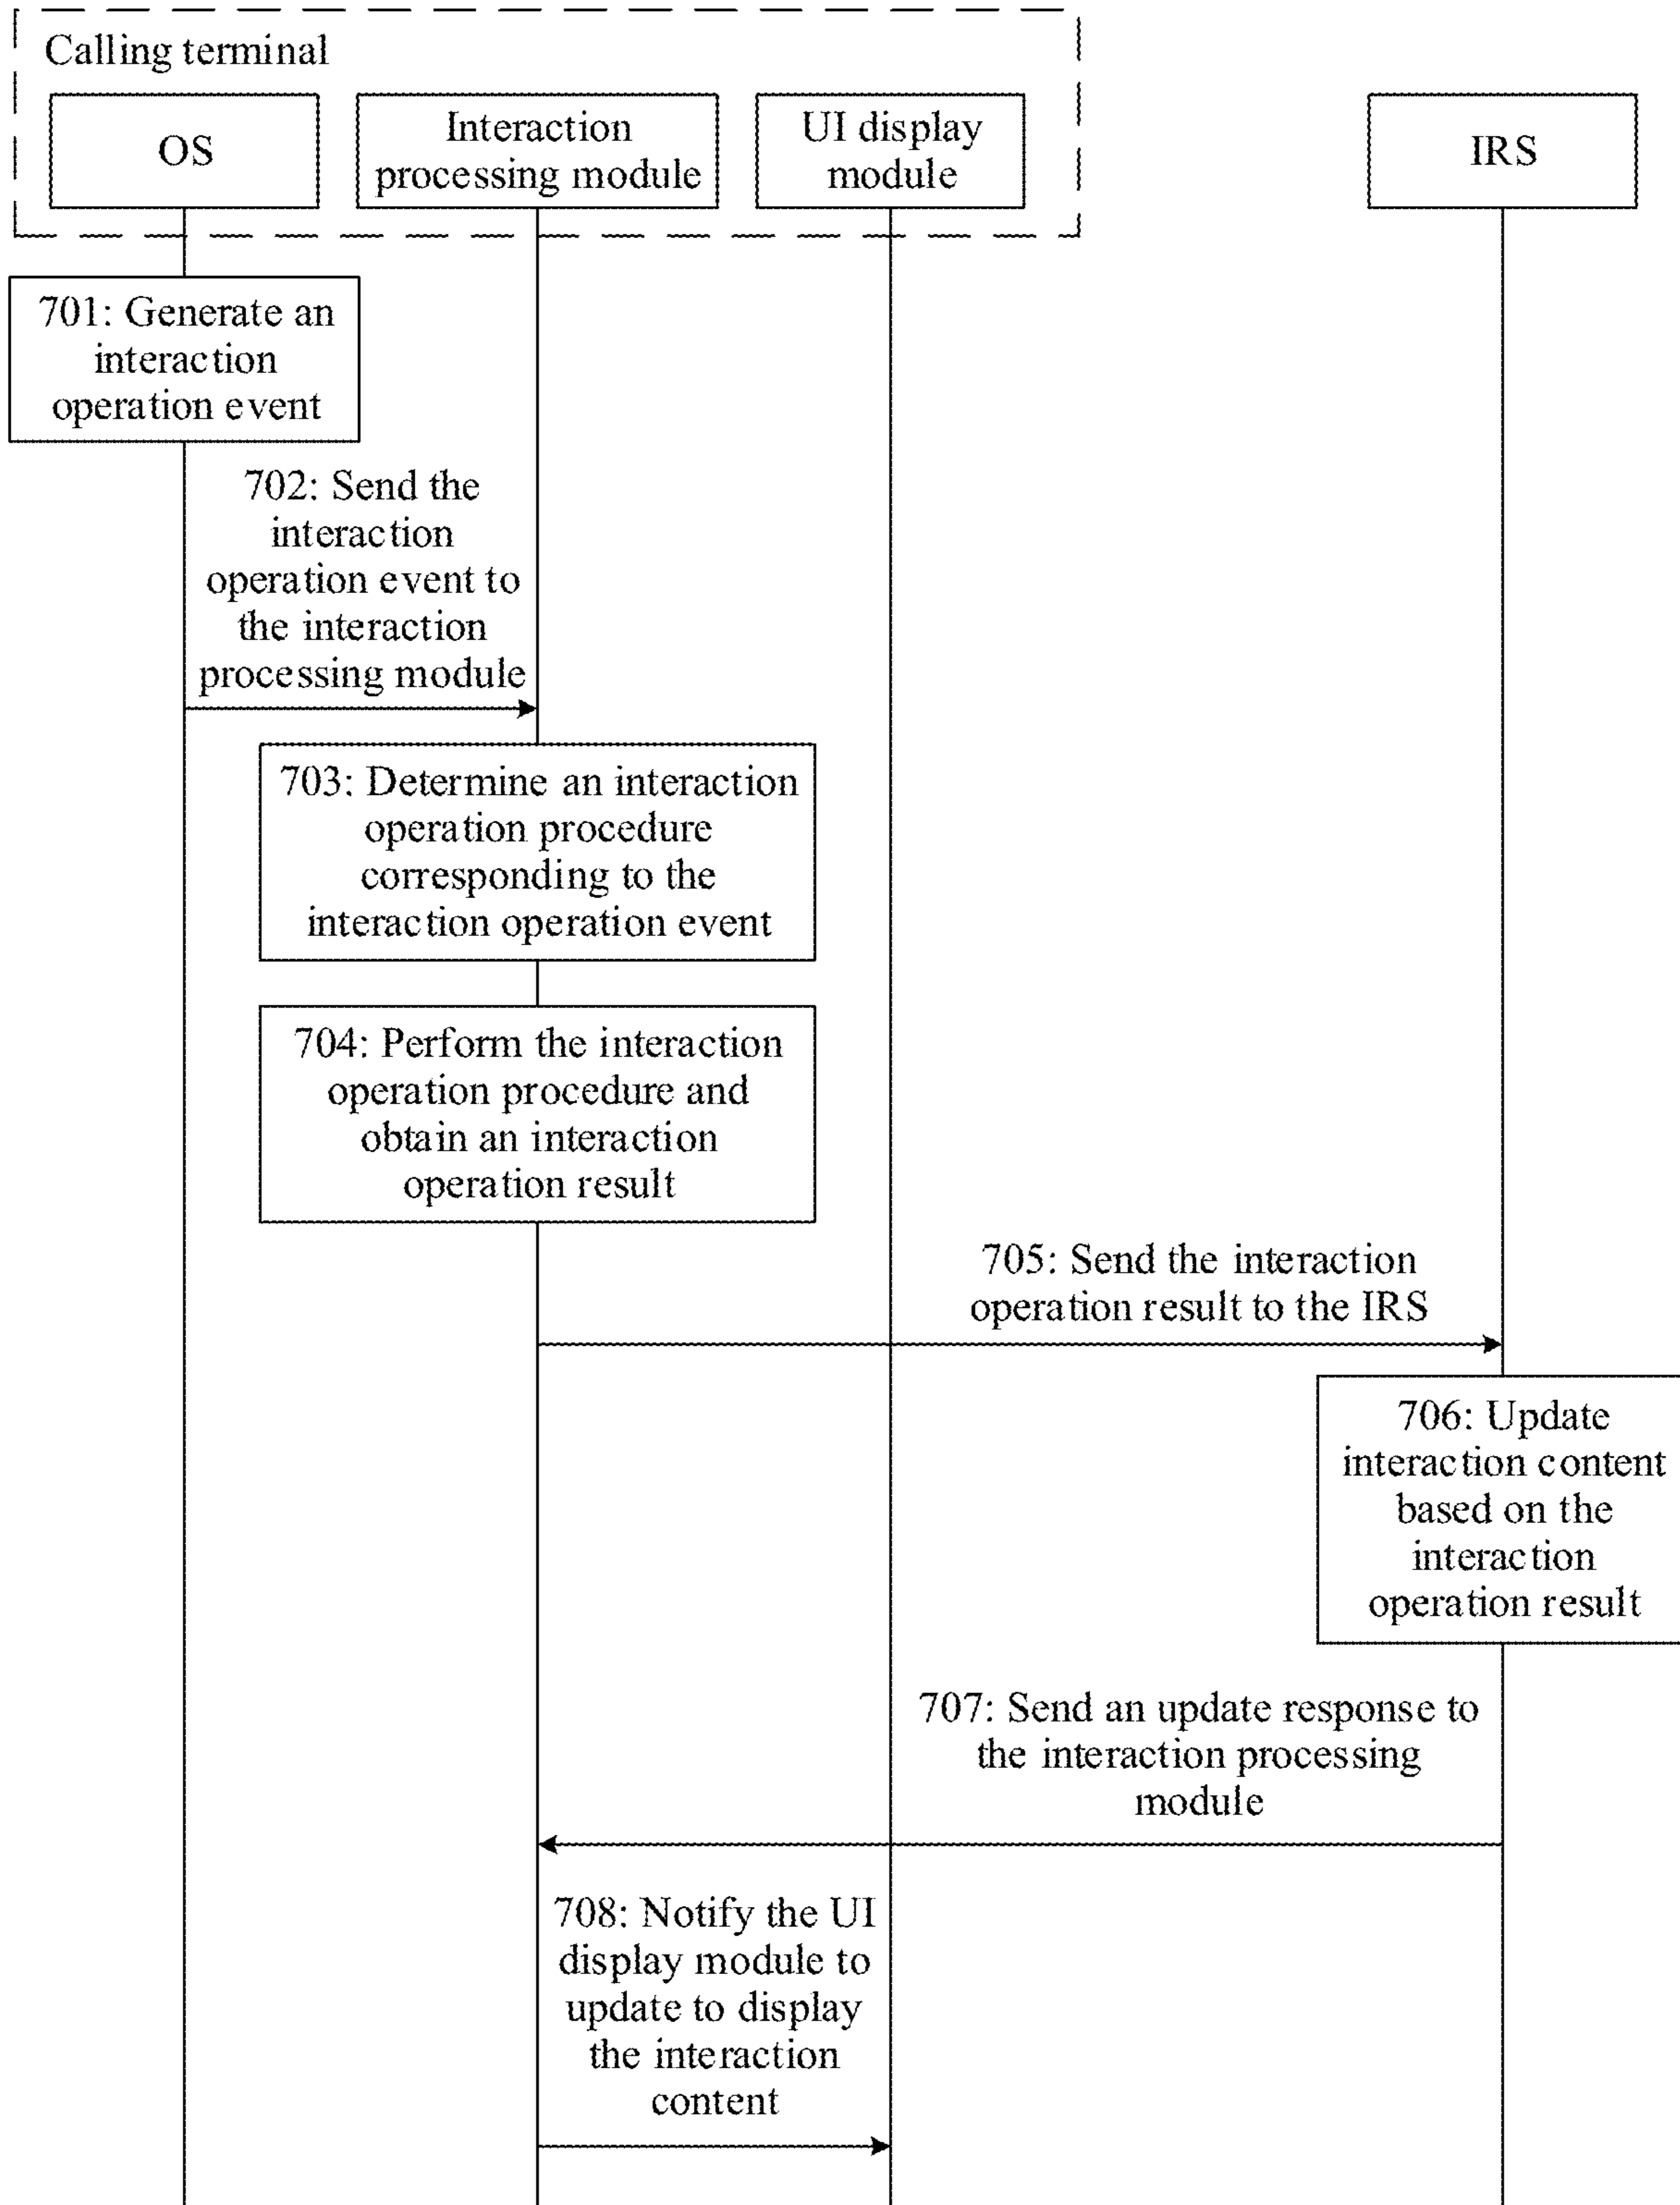 Calling terminal
OS
Interaction
processing module
UI display
module
IRS
701: Generate an
interaction
operation event
702: Send the
interaction
operation event to
the interaction
processing module
703: Determine an interaction
operation procedure
corresponding to the
interaction operation event
704: Perform the interaction
operation procedure and
obtain an interaction
operation result
705: Send the interaction
operation result to the IRS
706: Update
interaction content
based on the
interaction
operation result
707: Send an update response to
the interaction processing
module
708: Notify the UI
display module to
update to display
the interaction
content